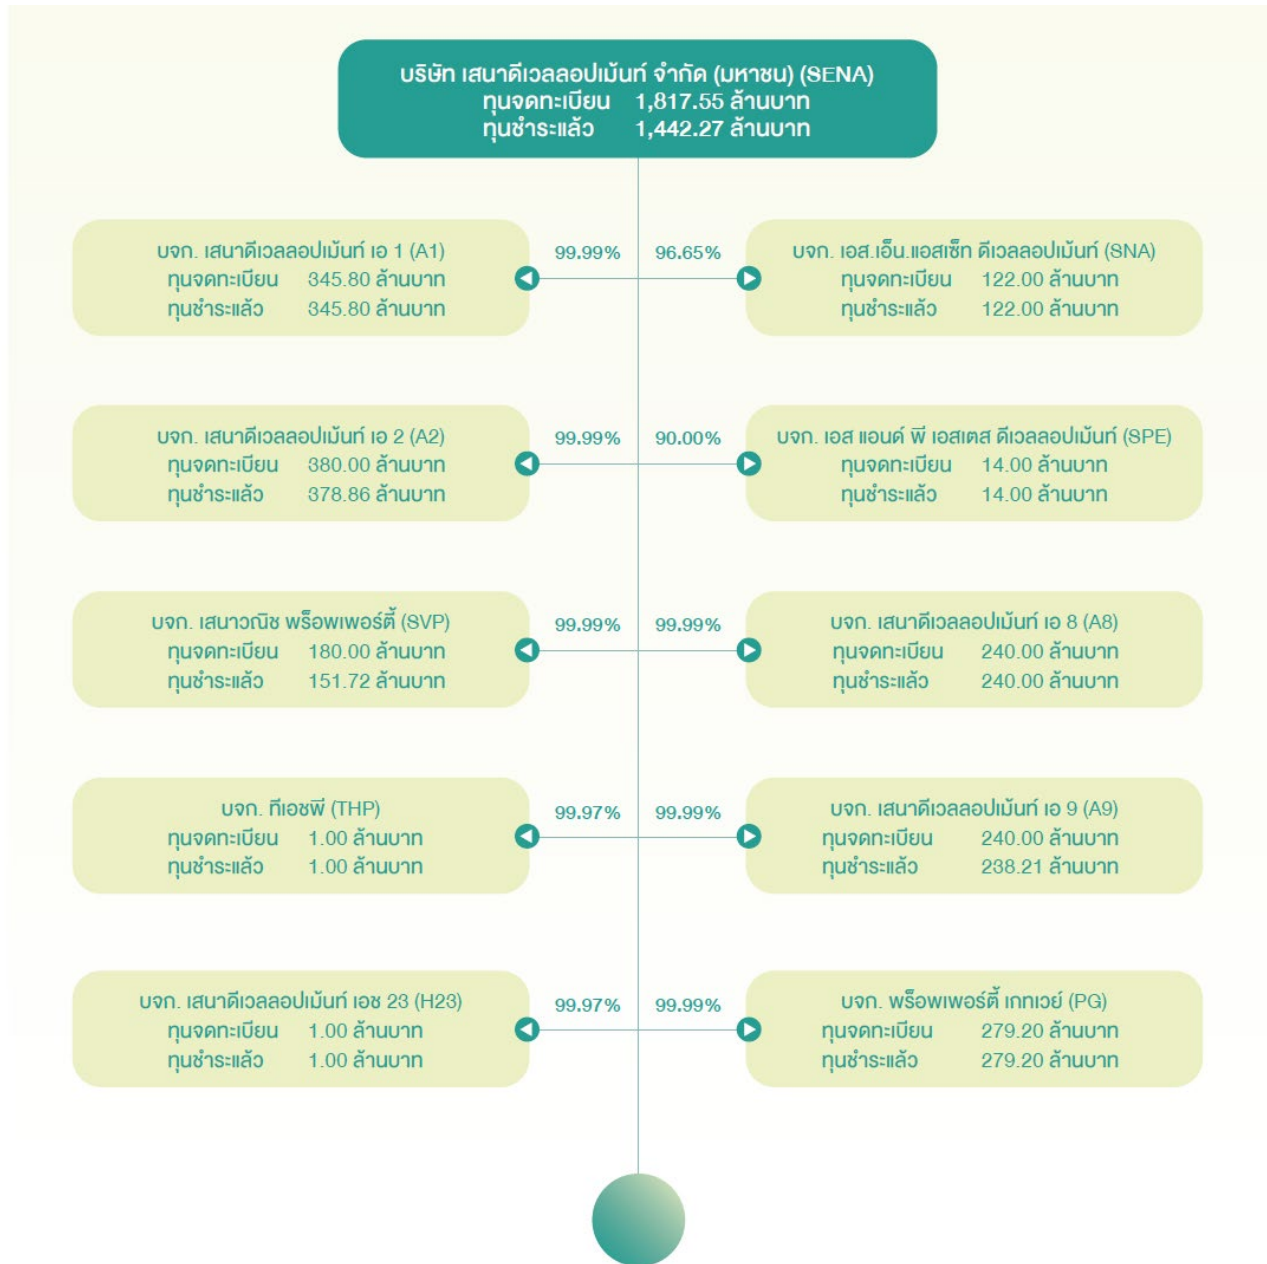 บริษัท เสนาดีเวลลอปเม้นท์ จำกัด (มหาชน) (SENA)
ทุนจดทะเบียน 1,817.55 ล้านบาท
ทุนชำระแล้ว 1,442.27 ล้านบาท
บจก. เสนาดีเวลลอปเม้นท์ เอ 1 (A1)
ทุนจดทะเบียน 345.80 ล้านบาท
ทุนชำระแล้ว 345.80 ล้านบาท
99.99%
96.65%
บจก. เอส.เอ็น.แอสเซ็ท ดีเวลลอปเม้นท์ (SNA)
ทุนจดทะเบียน 122.00 ล้านบาท
ทุนชำระแล้ว 122.00 ล้านบาท
บจก. เสนาดีเวลลอปเม้นท์ เอ 2 (A2)
ทุนจดทะเบียน 380.00 ล้านบาท
ทุนชำระแล้ว 378.86 ล้านบาท
99.99%
90.00%
บจก. เอส แอนด์ พี เอสเตส ดีเวลลอปเม้นท์ (SPE)
ทุนจดทะเบียน 14.00 ล้านบาท
ทุนชำระแล้ว 14.00 ล้านบาท
บจก. เสนาวณิช พร็อพเพอร์ตี้ (SVP)
ทุนจดทะเบียน 180.00 ล้านบาท
ทุนชำระแล้ว 151.72 ล้านบาท
99.99%
99.99%
บจก. เสนาดีเวลลอปเม้นท์ เอ 8 (A8)
ทุนจดทะเบียน 240.00 ล้านบาท
ทุนชำระแล้ว 240.00 ล้านบาท
บจก. ทีเอชพี (THP)
ทุนจดทะเบียน 1.00 ล้านบาท
ทุนชำระแล้ว 1.00 ล้านบาท
99.97%
99.99%
บจก. เสนาดีเวลลอปเม้นท์ เอ 9 (A9)
ทุนจดทะเบียน 240.00 ล้านบาท
ทุนชำระแล้ว 238.21 ล้านบาท
บจก. เสนาดีเวลลอปเม้นท์ เอช 23 (H23)
ทุนจดทะเบียน 1.00 ล้านบาท
ทุนชำระแล้ว 1.00 ล้านบาท
99.97%
99.99%
บจก. พร็อพเพอร์ตี้ เกทเวย์ (PG)
ทุนจดทะเบียน 279.20 ล้านบาท
ทุนชำระแล้ว 279.20 ล้านบาท